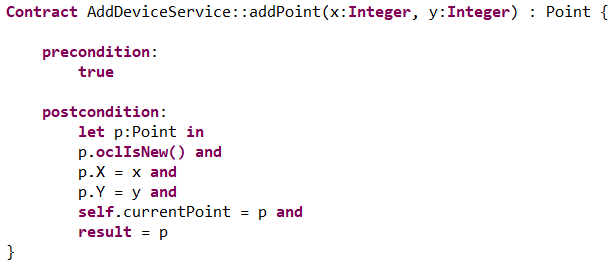 Contract AddDeviceService::addPoint(x:Integer, y:Integer) : Point {
precondition:
true
postcondition:
let p:Point in
p.oclIsNew() and
p.X = x and
p.Y = y and
self.currentPoint = p and
result = p
}